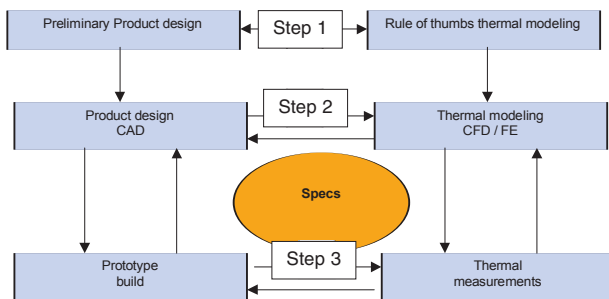 Preliminary Product design
Step 1
Rule of thumbs thermal modeling
Product design
CAD
Step 2
Thermal modeling
CFD / FE
Specs
Prototype
build
Step 3
Thermal
measurements